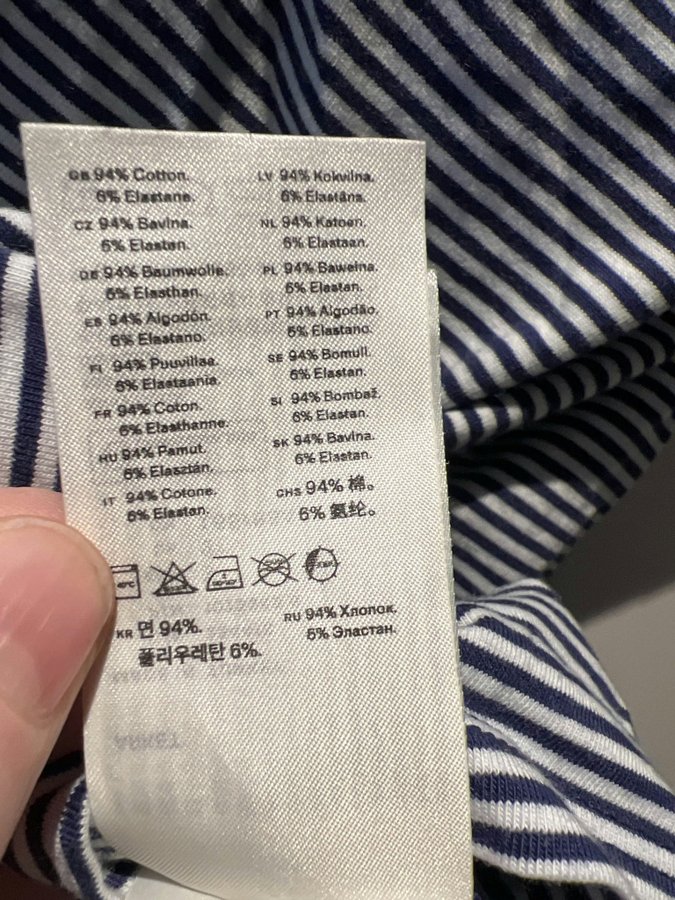 GB 94% Cotton.
6% Elastane.
CZ 94% Bavlna.
6% Elastan.
DE 94% Baumwolle.
6% Elasthan.
ES 94% Algodón.
6% Elastano.
FI 94% Puuvillaa.
6% Elastaania.
FR 94% Coton.
6% Elasthanne.
HU 94% Pamut.
6% Elasztán.
IT 94% Cotone.
6% Elastan.
LV 94% Kokvilna.
6% Elastāns.
NL 94% Katoen.
6% Elastaan.
PL 94% Bawełna.
6% Elastan.
PT 94% Algodão.
6% Elastano.
SE 94% Bomull.
6% Elastan.
SI 94% Bombaž.
6% Elastan.
SK 94% Bavlna.
6% Elastan.
CHS 94% 棉。
6% 氨纶。
40°C
KR 면 94%.
폴리우레탄 6%.
RU 94% Хлопок.
6% Эластан.